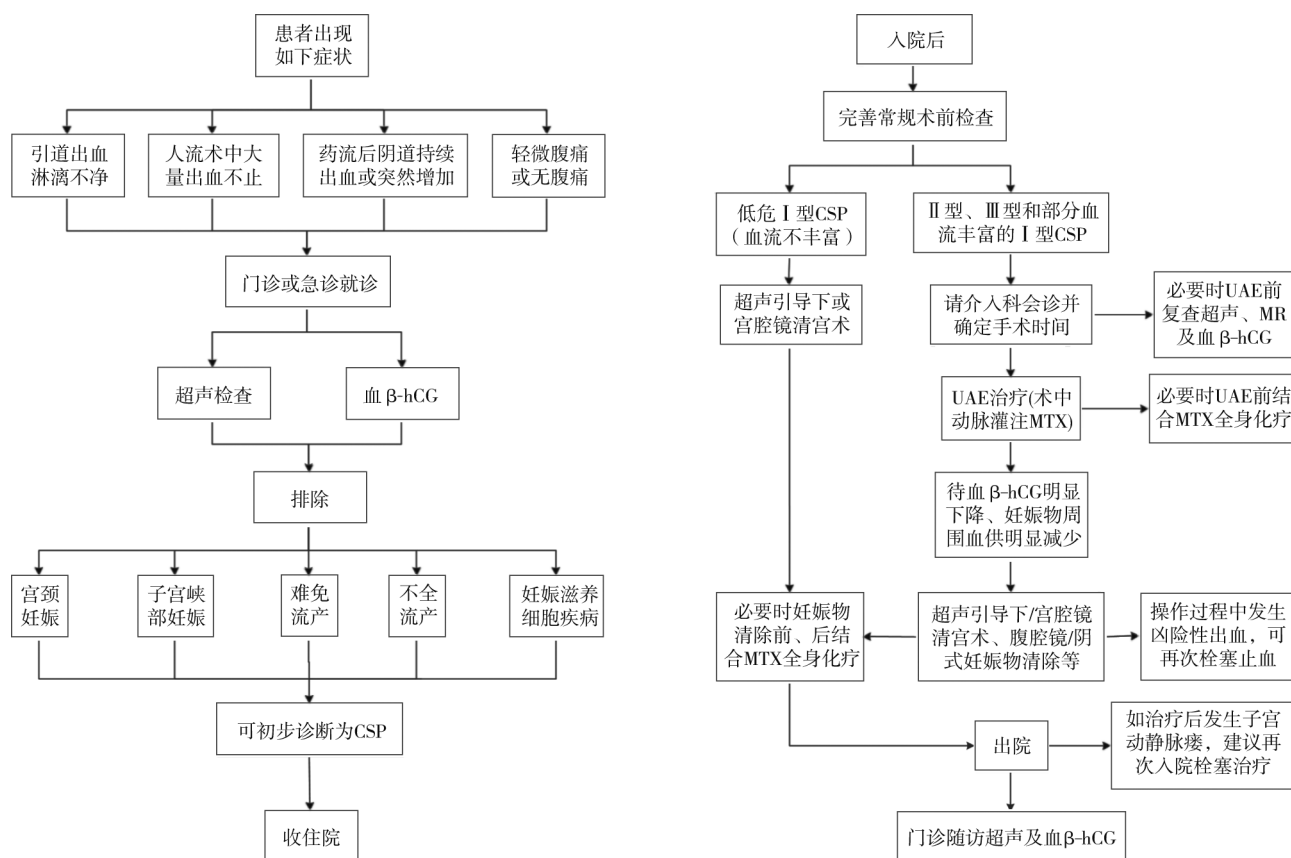 患者出现
如下症状
引道出血
淋漓不净
人流术中大
量出血不止
药流后阴道持续
出血或突然增加
轻微腹痛
或无腹痛
门诊或急诊就诊
超声检查
血β-hCG
排除
宫颈
妊娠
子宫峡
部妊娠
难免
流产
不全
流产
妊娠滋养
细胞疾病
可初步诊断为CSP
收住院
入院后
完善常规术前检查
低危Ⅰ型CSP
（血流不丰富）
Ⅱ型、Ⅲ型和部分血
流丰富的Ⅰ型CSP
超声引导下或
宫腔镜清宫术
请介入科会诊并
确定手术时间
必要时UAE前
复查超声、MR
及血β-hCG
UAE治疗(术中
动脉灌注MTX)
必要时UAE前结
合MTX全身化疗
待血β-hCG明显
下降、妊娠物周
围血供明显减少
必要时妊娠物
清除前、后结
合MTX全身化疗
超声引导下/宫腔镜
清宫术、腹腔镜/阴
式妊娠物清除等
操作过程中发生
凶险性出血，可
再次栓塞止血
出院
如治疗后发生子宫
动静脉瘘，建议再
次入院栓塞治疗
门诊随访超声及血β-hCG